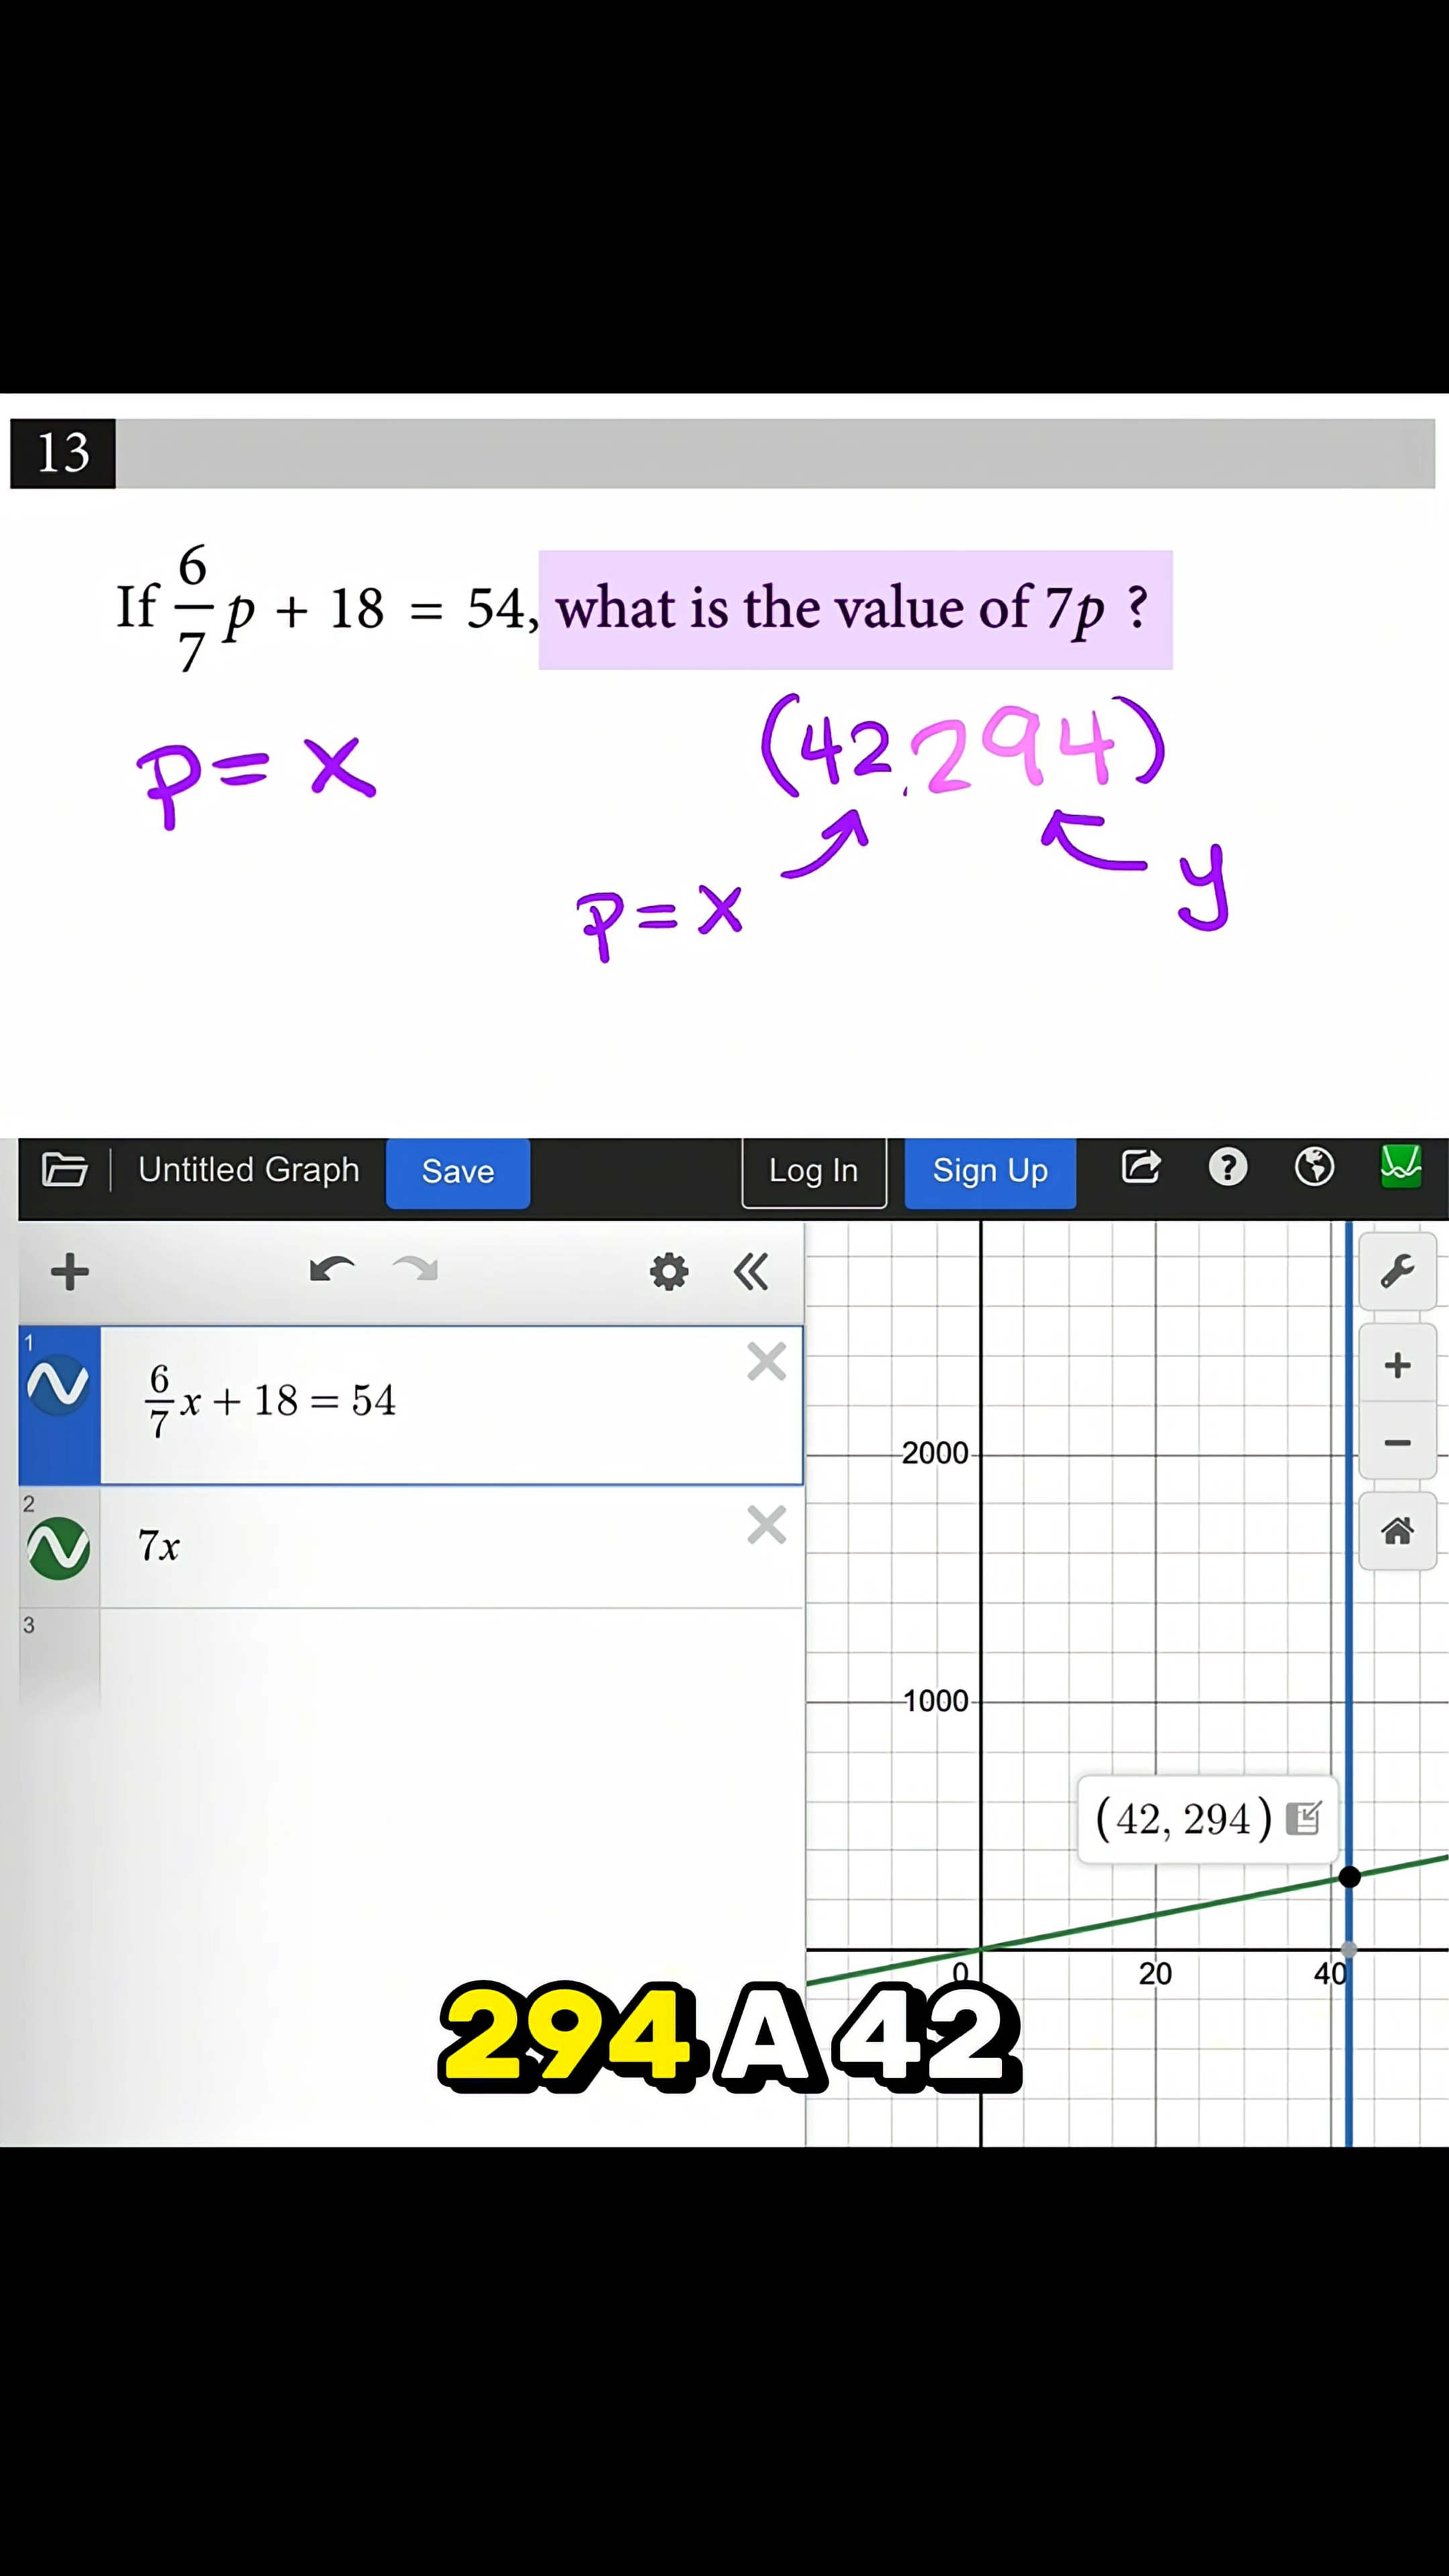 13
If 6/7 p + 18 = 54, what is the value of 7p ?
p = x
(42,294)
p = x
y
Untitled Graph
Save
Log In
Sign Up
?
1
6/7 x + 18 = 54
2
7x
3
2000
1000
(42, 294)
0
20
40
294 A 42